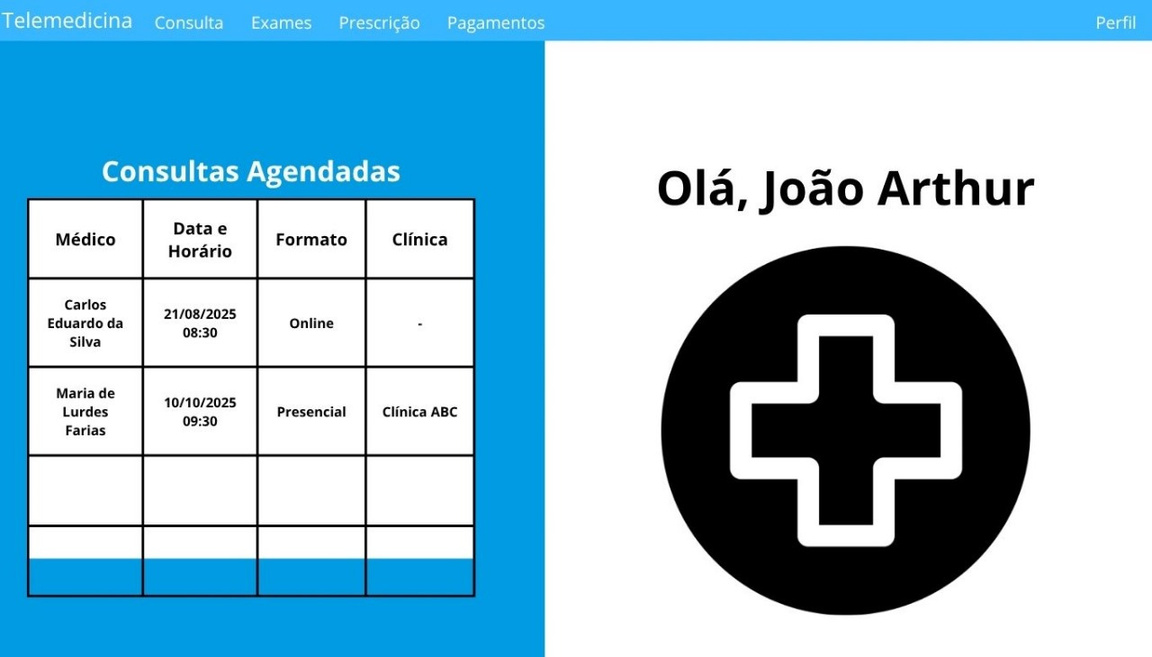 Telemedicina Consulta Exames Prescrição Pagamentos Perfil
Consultas Agendadas
Médico
Data e
Horário
Formato
Clínica
Carlos
Eduardo da
Silva
21/08/2025
08:30
Online
-
Maria de
Lurdes
Farias
10/10/2025
09:30
Presencial
Clínica ABC
Olá, João Arthur